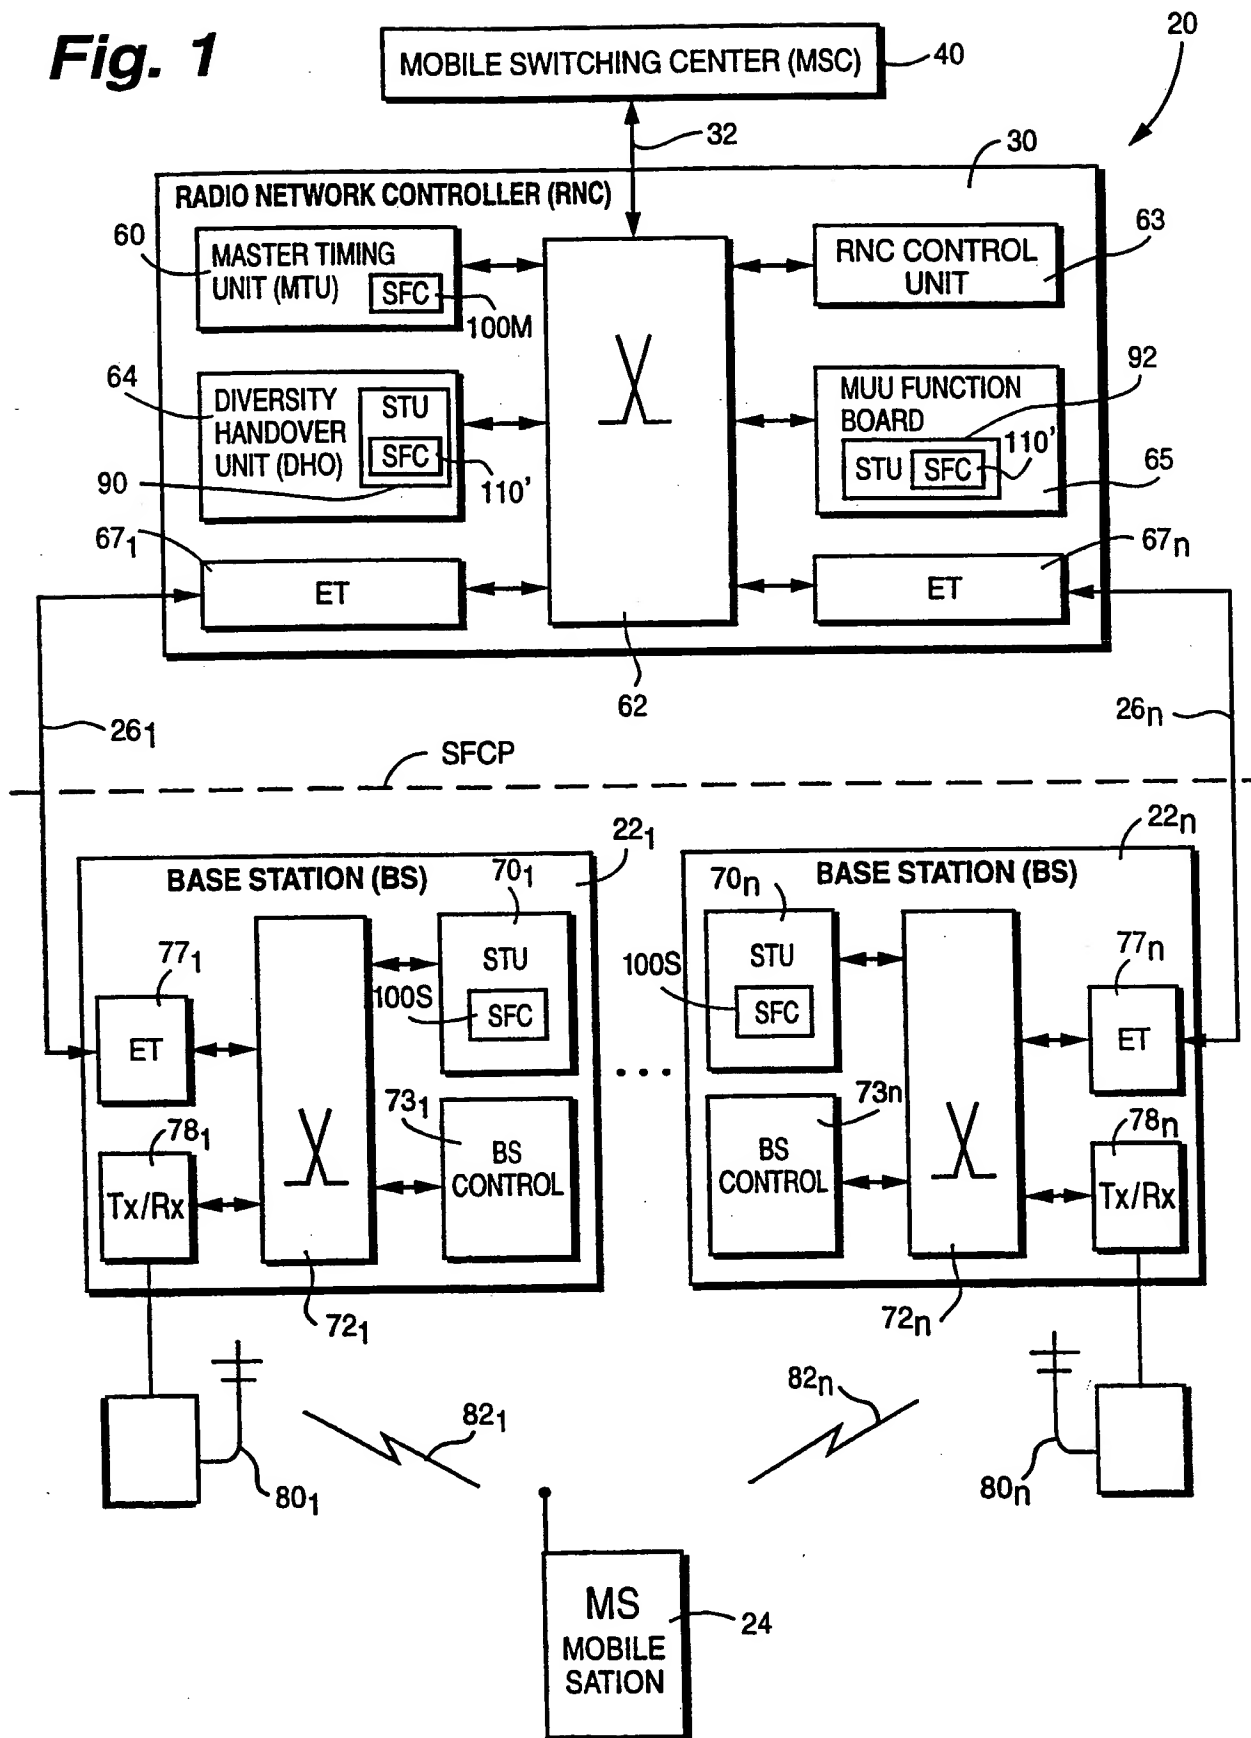 Fig. 1
MOBILE SWITCHING CENTER (MSC)
40
20
32
30
RADIO NETWORK CONTROLLER (RNC)
60
MASTER TIMING
UNIT (MTU)
SFC
100M
RNC CONTROL
UNIT
63
64
DIVERSITY
HANDOVER
UNIT (DHO)
STU
SFC
90
110'
MUU FUNCTION
BOARD
92
STU
SFC
110'
65
67₁
ET
67n
ET
62
26₁
26n
SFCP
22₁
BASE STATION (BS)
70₁
STU
100S
SFC
77₁
ET
73₁
BS
CONTROL
78₁
Tx/Rx
72₁
. . .
22n
BASE STATION (BS)
70n
STU
100S
SFC
77n
ET
73n
BS
CONTROL
78n
Tx/Rx
72n
80₁
82₁
82n
80n
MS
MOBILE
SATION
24